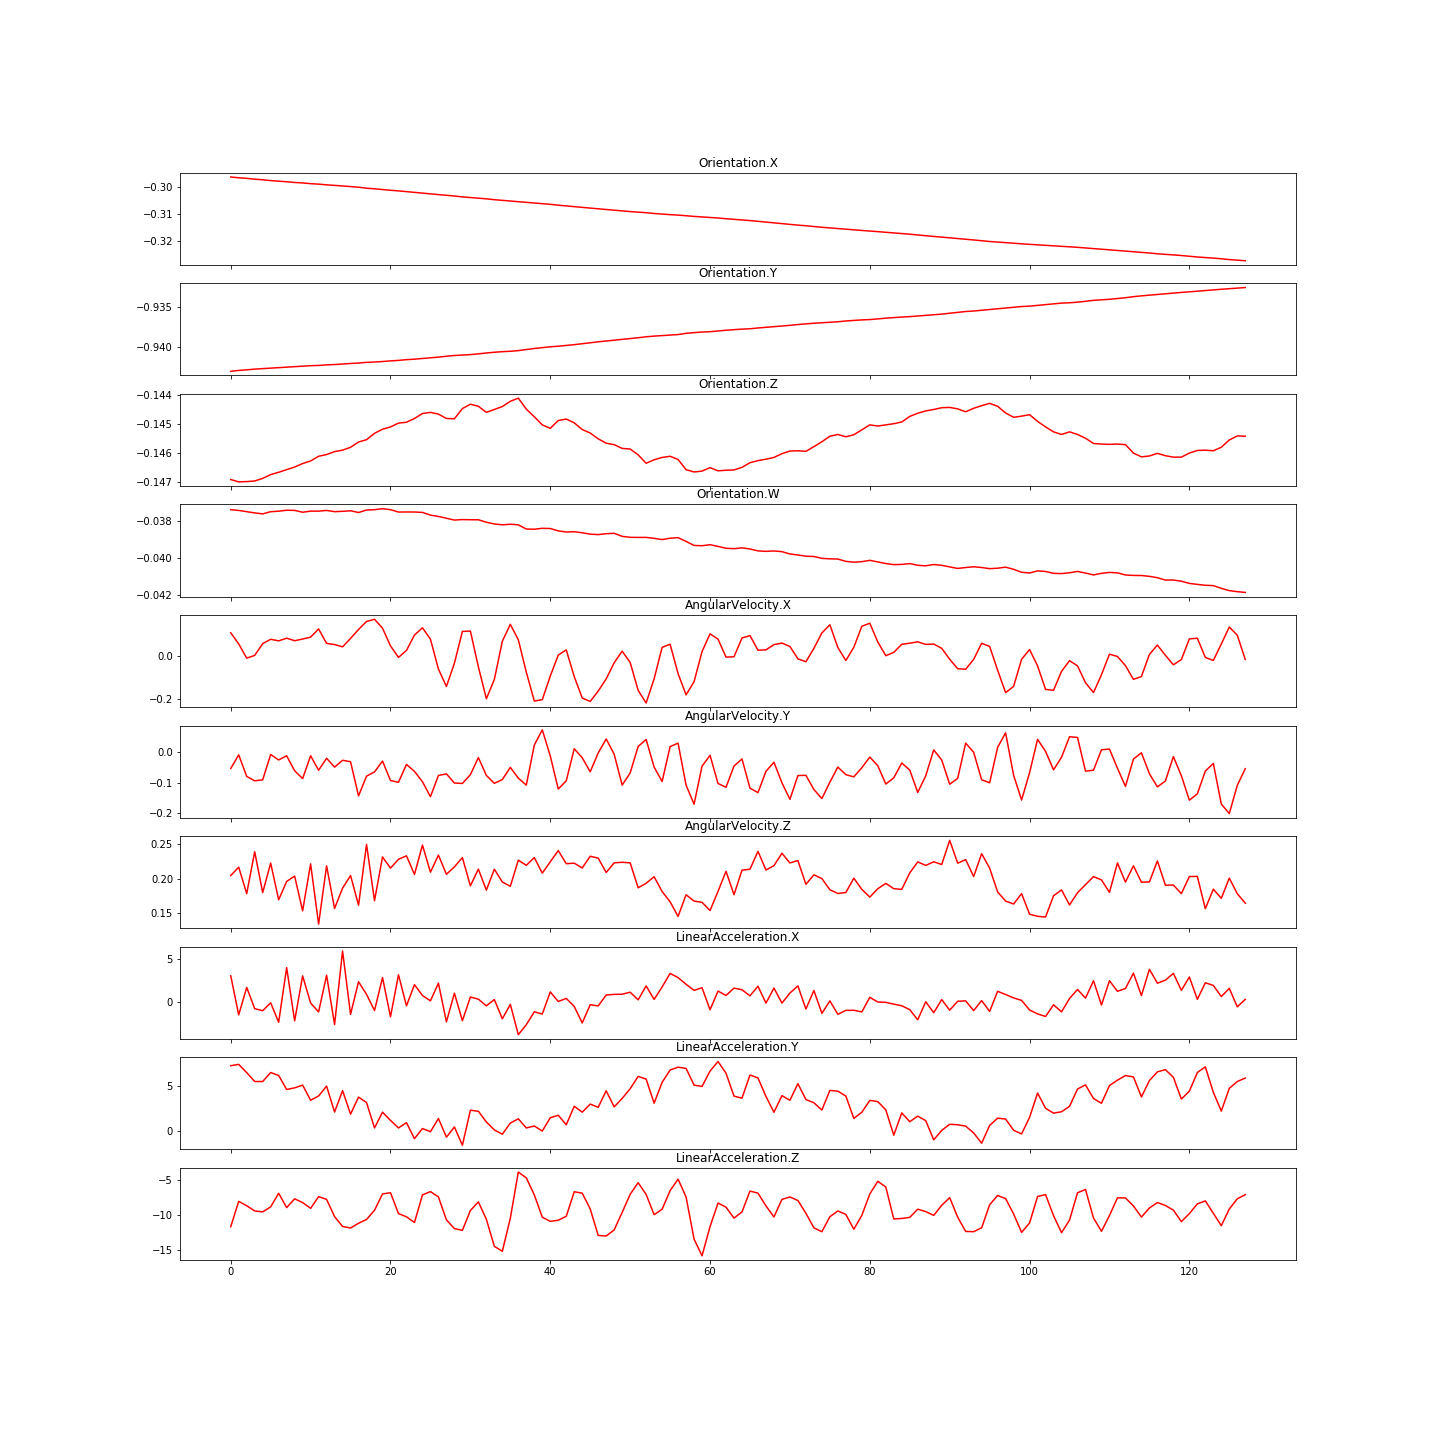 Orientation.X
−0.30
−0.31
−0.32
Orientation.Y
−0.935
−0.940
Orientation.Z
−0.144
−0.145
−0.146
−0.147
Orientation.W
−0.038
−0.040
−0.042
AngularVelocity.X
0.0
−0.2
AngularVelocity.Y
0.0
−0.1
−0.2
AngularVelocity.Z
0.25
0.20
0.15
LinearAcceleration.X
5
0
LinearAcceleration.Y
5
0
LinearAcceleration.Z
−5
−10
−15
0 20 40 60 80 100 120